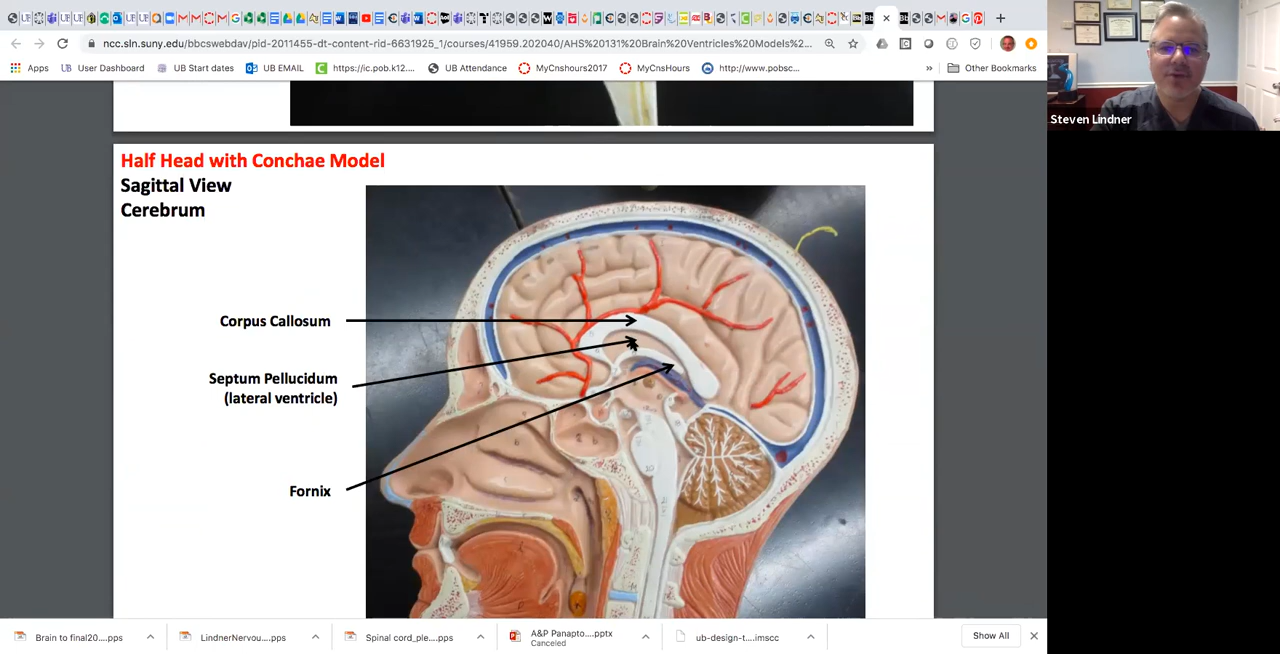 ncc.sln.suny.edu/bbcswebdav/pid-2011455-dt-content-rid-6631925_1/courses/41959.202040/AHS%20131%20Brain%20Ventricles%20Models%2...
Apps
UB User Dashboard
UB Start dates
UB EMAIL
https://ic.pob.k12....
UB Attendance
MyCnshours2017
MyCnsHours
http://www.pobsc...
»
Other Bookmarks
Steven Lindner
Half Head with Conchae Model
Sagittal View
Cerebrum
Corpus Callosum
Septum Pellucidum
(lateral ventricle)
Fornix
Brain to final20....pps
LindnerNervou....pps
Spinal cord_ple....pps
A&P Panapto....pptx
Canceled
ub-design-t....imscc
Show All